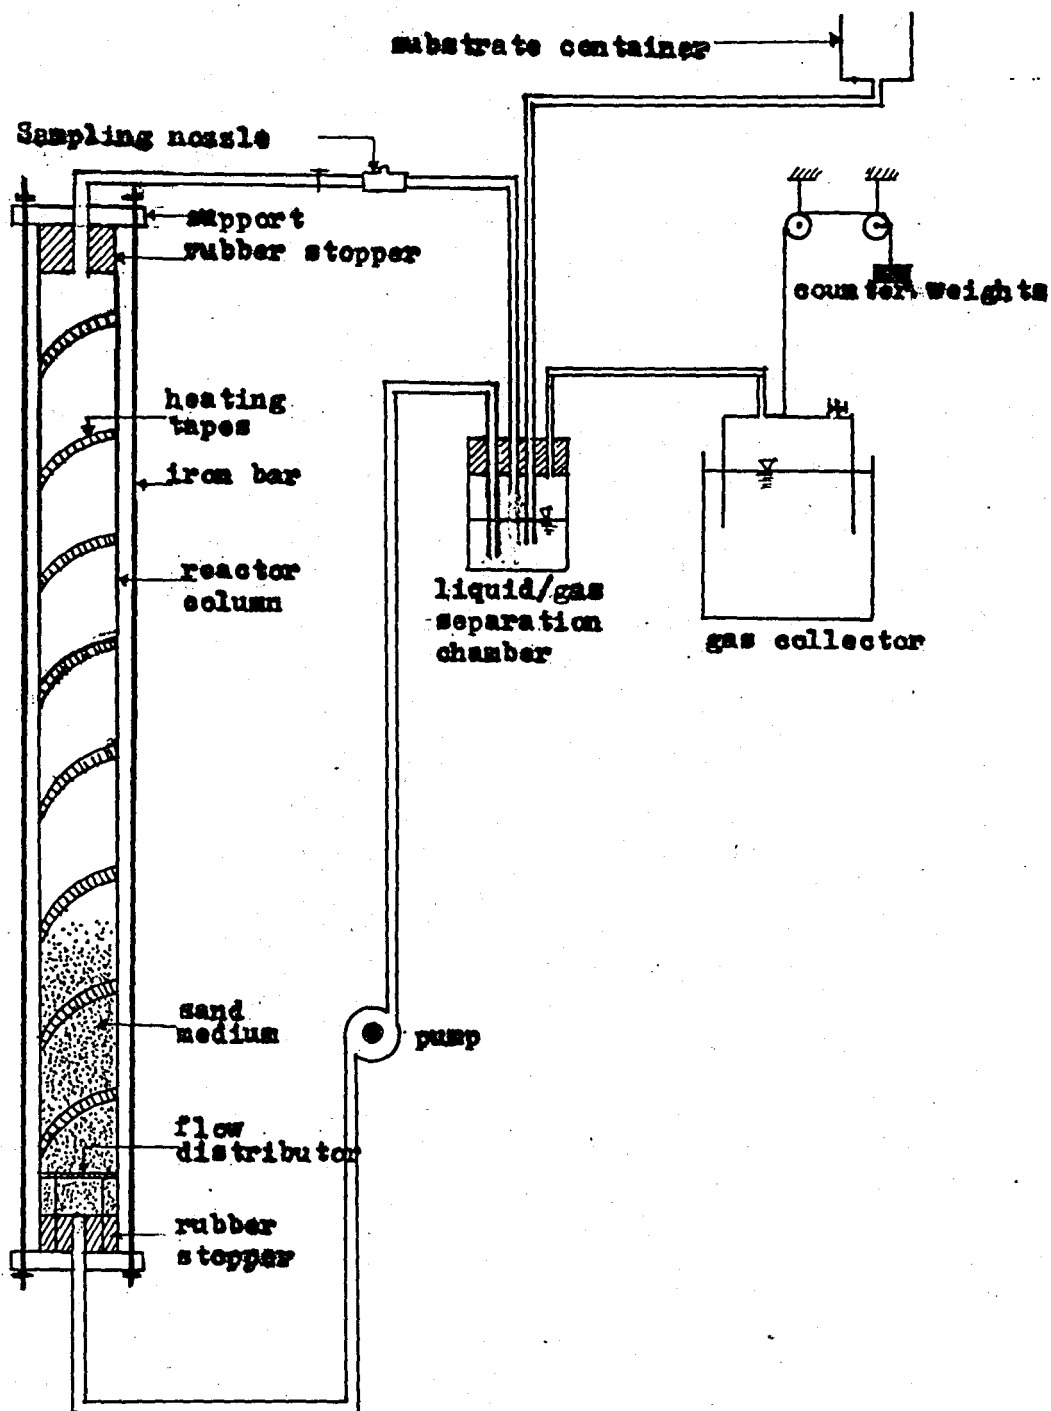 substrate container
Sampling nozzle
support
rubber stopper
counter weights
heating
tapes
iron bar
reactor
column
liquid/gas
separation
chamber
gas collector
sand
medium
pump
flow
distributor
rubber
stopper